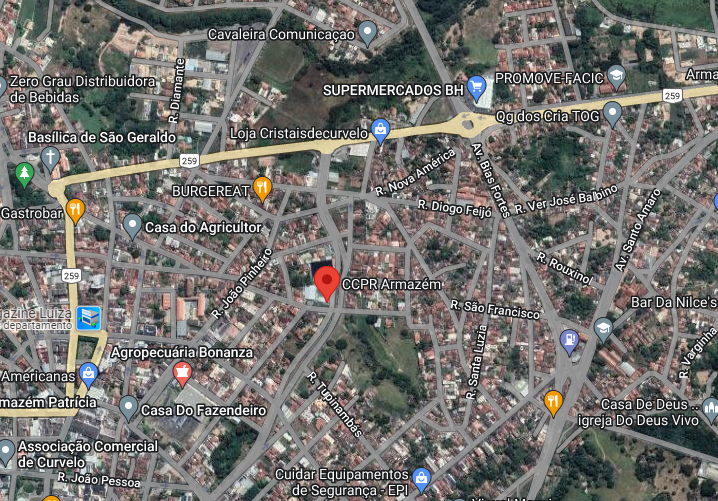 Cavaleira Comunicaçao
Zero Grau Distribuidora
de Bebidas
R. Diamante
SUPERMERCADOS BH
PROMOVE-FACIC
Arma
259
Qg dos Cria TOG
Loja Cristaisdecurvelo
Basílica de São Geraldo
259
R. Nova América
Av. Bias Fortes
BURGEREAT
R. Diogo Feijó
R. Ver José Balbino
Av. Santo Amaro
Gastrobar
Casa do Agricultor
R. João Pinheiro
R. Rouxinol
259
CCPR Armazém
R. São Francisco
Bar Da Nilce's
azine Luiza
departamento
Agropecuária Bonanza
R. Santa Luzia
R. Varginha
Americanas
mazém Patrícia
Casa Do Fazendeiro
R. Tupinambás
Casa De Deus ..
igreja Do Deus Vivo
Associação Comercial
de Curvelo
R. João Pessoa
Cuidar Equipamentos
de Segurança - EPI